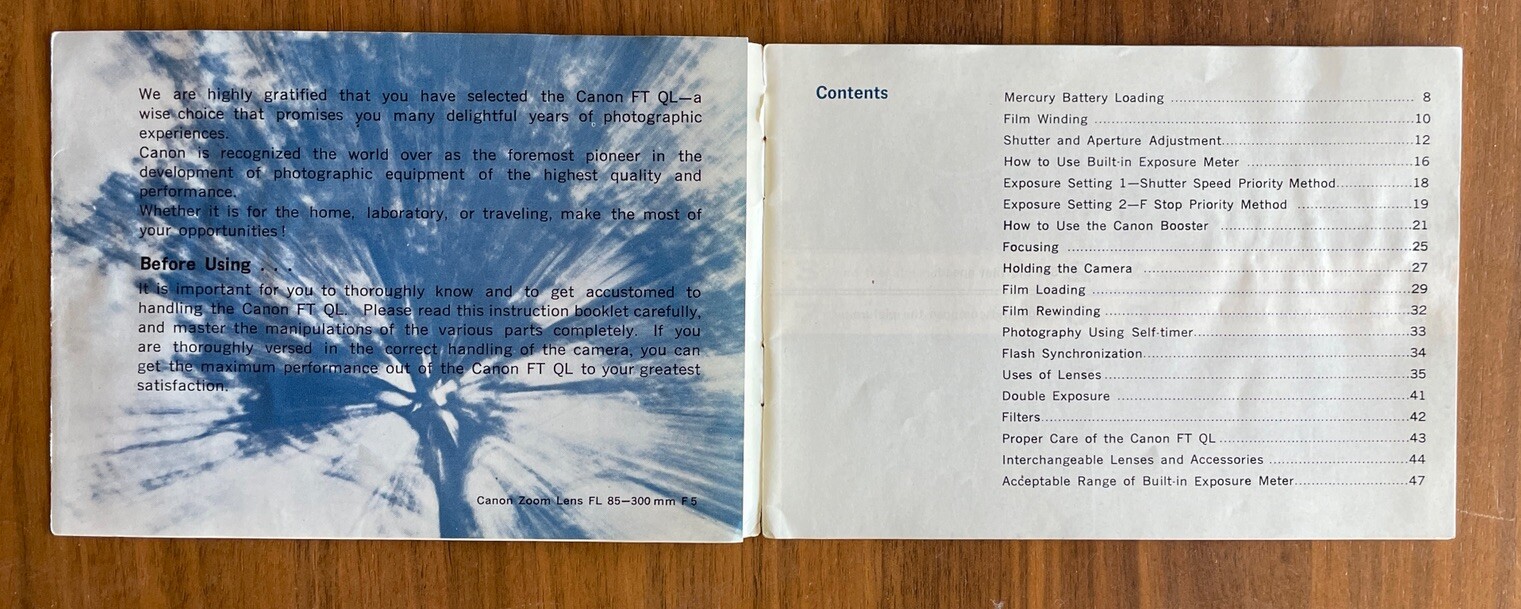 We are highly gratified that you have selected the Canon FT QL—a
wise choice that promises you many delightful years of photographic
experiences.
Canon is recognized the world over as the foremost pioneer in the
development of photographic equipment of the highest quality and
performance.
Whether it is for the home, laboratory, or traveling, make the most of
your opportunities!
Before Using . . .
It is important for you to thoroughly know and to get accustomed to
handling the Canon FT QL. Please read this instruction booklet carefully,
and master the manipulations of the various parts completely. If you
are thoroughly versed in the correct handling of the camera, you can
get the maximum performance out of the Canon FT QL to your greatest
satisfaction.
Canon Zoom Lens FL 85—300 mm F 5
Contents
Mercury Battery Loading ........ 8
Film Winding ........ 10
Shutter and Aperture Adjustment........ 12
How to Use Built-in Exposure Meter ........ 16
Exposure Setting 1—Shutter Speed Priority Method........ 18
Exposure Setting 2—F Stop Priority Method ........ 19
How to Use the Canon Booster ........ 21
Focusing ........ 25
Holding the Camera ........ 27
Film Loading ........ 29
Film Rewinding ........ 32
Photography Using Self-timer........ 33
Flash Synchronization........ 34
Uses of Lenses ........ 35
Double Exposure ........ 41
Filters........ 42
Proper Care of the Canon FT QL ........ 43
Interchangeable Lenses and Accessories ........ 44
Acceptable Range of Built-in Exposure Meter........ 47